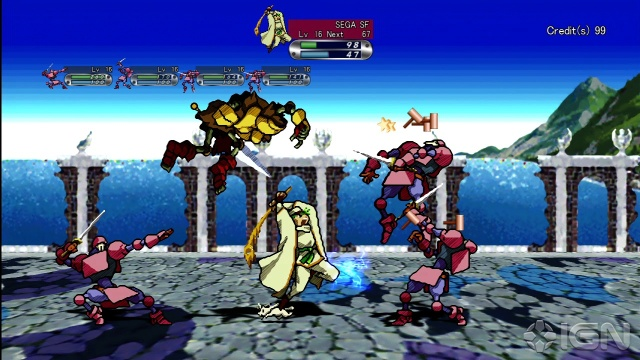 SEGA SF
Lv 16 Next 67
98
47
Credit(s) 99
Lv 16
Lv 16
Lv 16
Lv 16
IGN